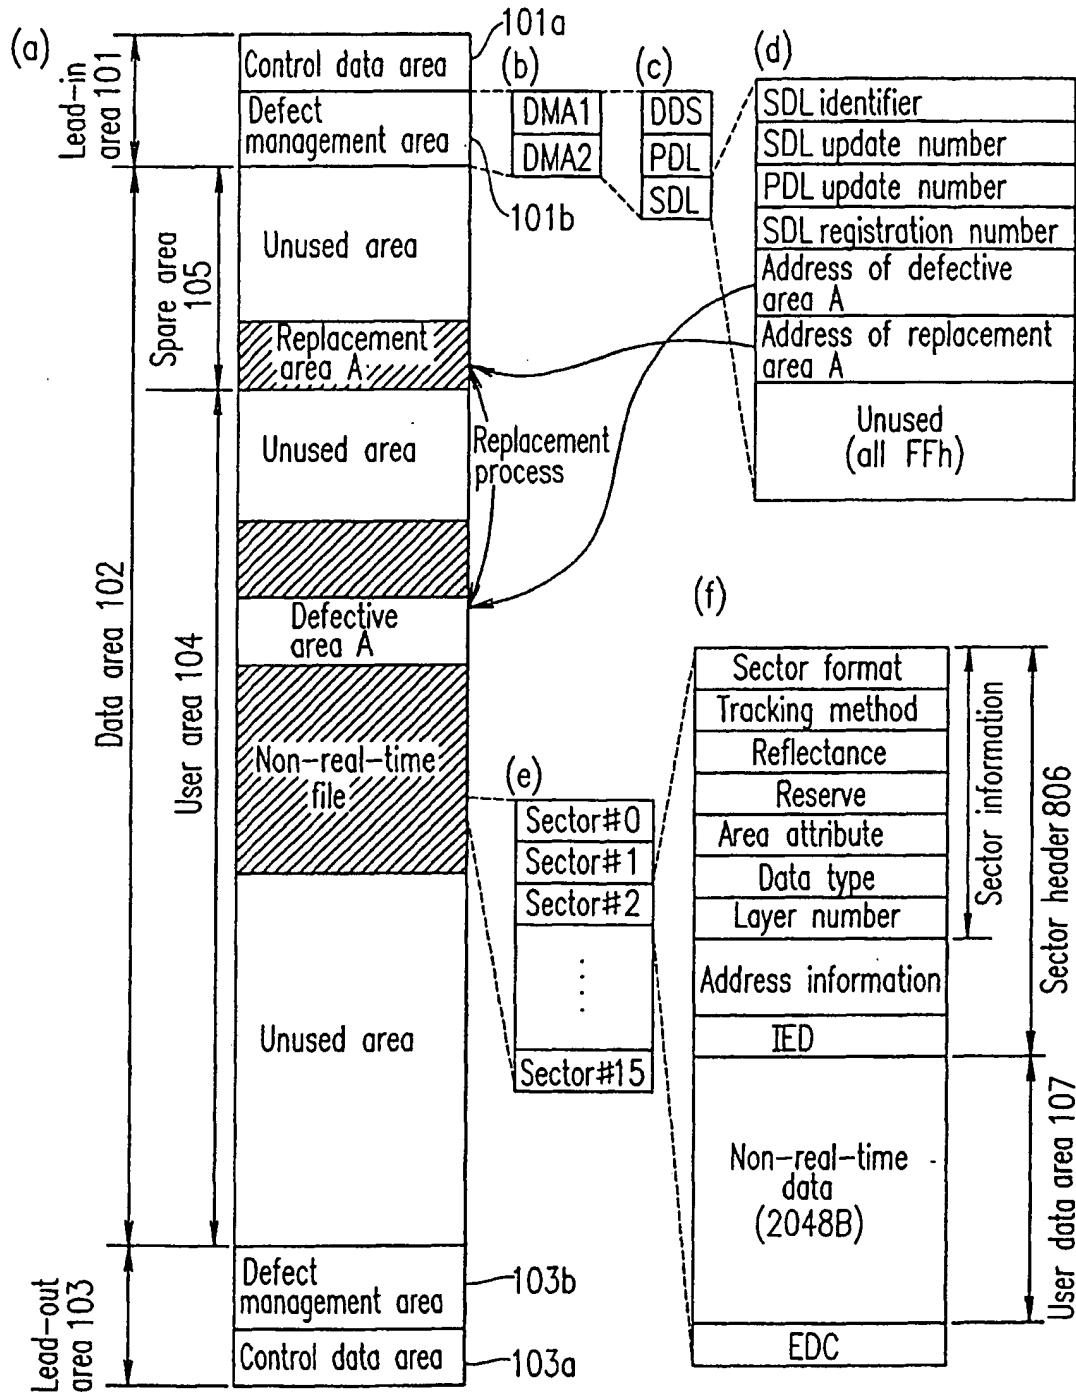 (a)
Lead-in
area 101
Data area 102
Spare area
105
User area 104
Lead-out
area 103
101a
Control data area
Defect
management area
101b
Unused area
Replacement
area A
Unused area
Replacement
process
Defective
area A
Non-real-time
file
Unused area
Defect
management area
103b
Control data area
103a
(b)
DMA1
DMA2
(c)
DDS
PDL
SDL
(d)
SDL identifier
SDL update number
PDL update number
SDL registration number
Address of defective
area A
Address of replacement
area A
Unused
(all FFh)
(e)
Sector#0
Sector#1
Sector#2
Sector#15
(f)
Sector format
Tracking method
Reflectance
Reserve
Area attribute
Data type
Layer number
Address information
IED
Non-real-time
data
(2048B)
EDC
Sector information
Sector header 806
User data area 107